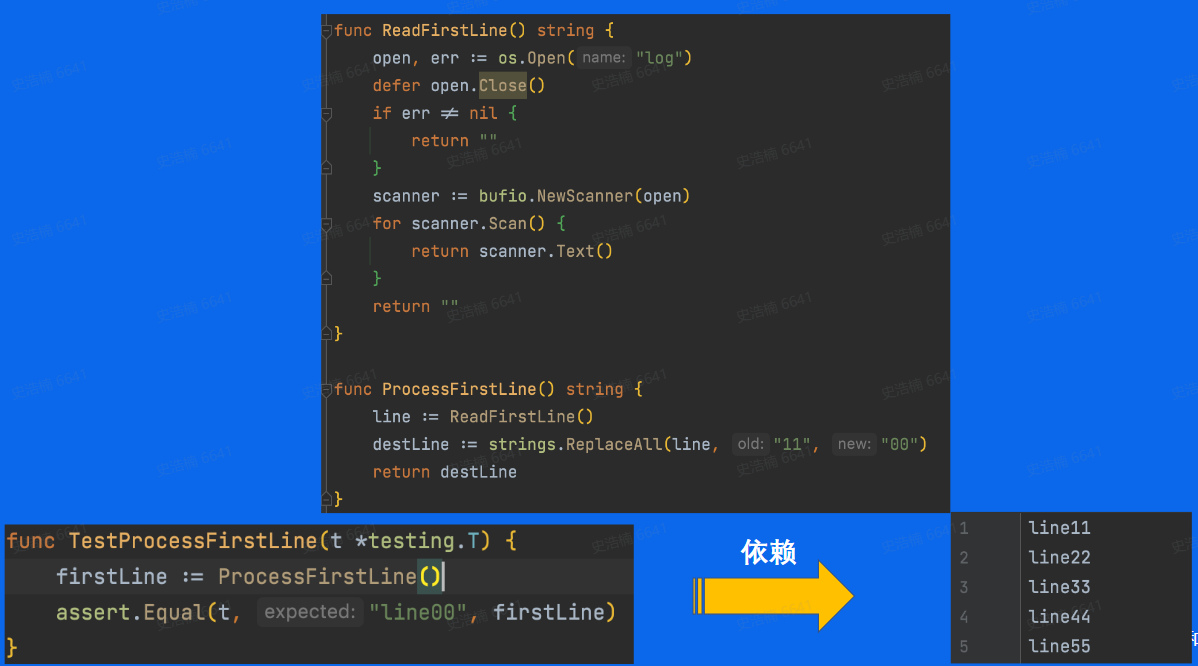 func ReadFirstLine() string {
open, err := os.Open( name: "log")
defer open.Close()
if err ≠ nil {
return ""
}
scanner := bufio.NewScanner(open)
for scanner.Scan() {
return scanner.Text()
}
return ""
}
func ProcessFirstLine() string {
line := ReadFirstLine()
destLine := strings.ReplaceAll(line, old: "11", new: "00")
return destLine
}
func TestProcessFirstLine(t *testing.T) {
firstLine := ProcessFirstLine()
assert.Equal(t, expected: "line00", firstLine)
}
依赖
1 line11
2 line22
3 line33
4 line44
5 line55
史浩楠 6641